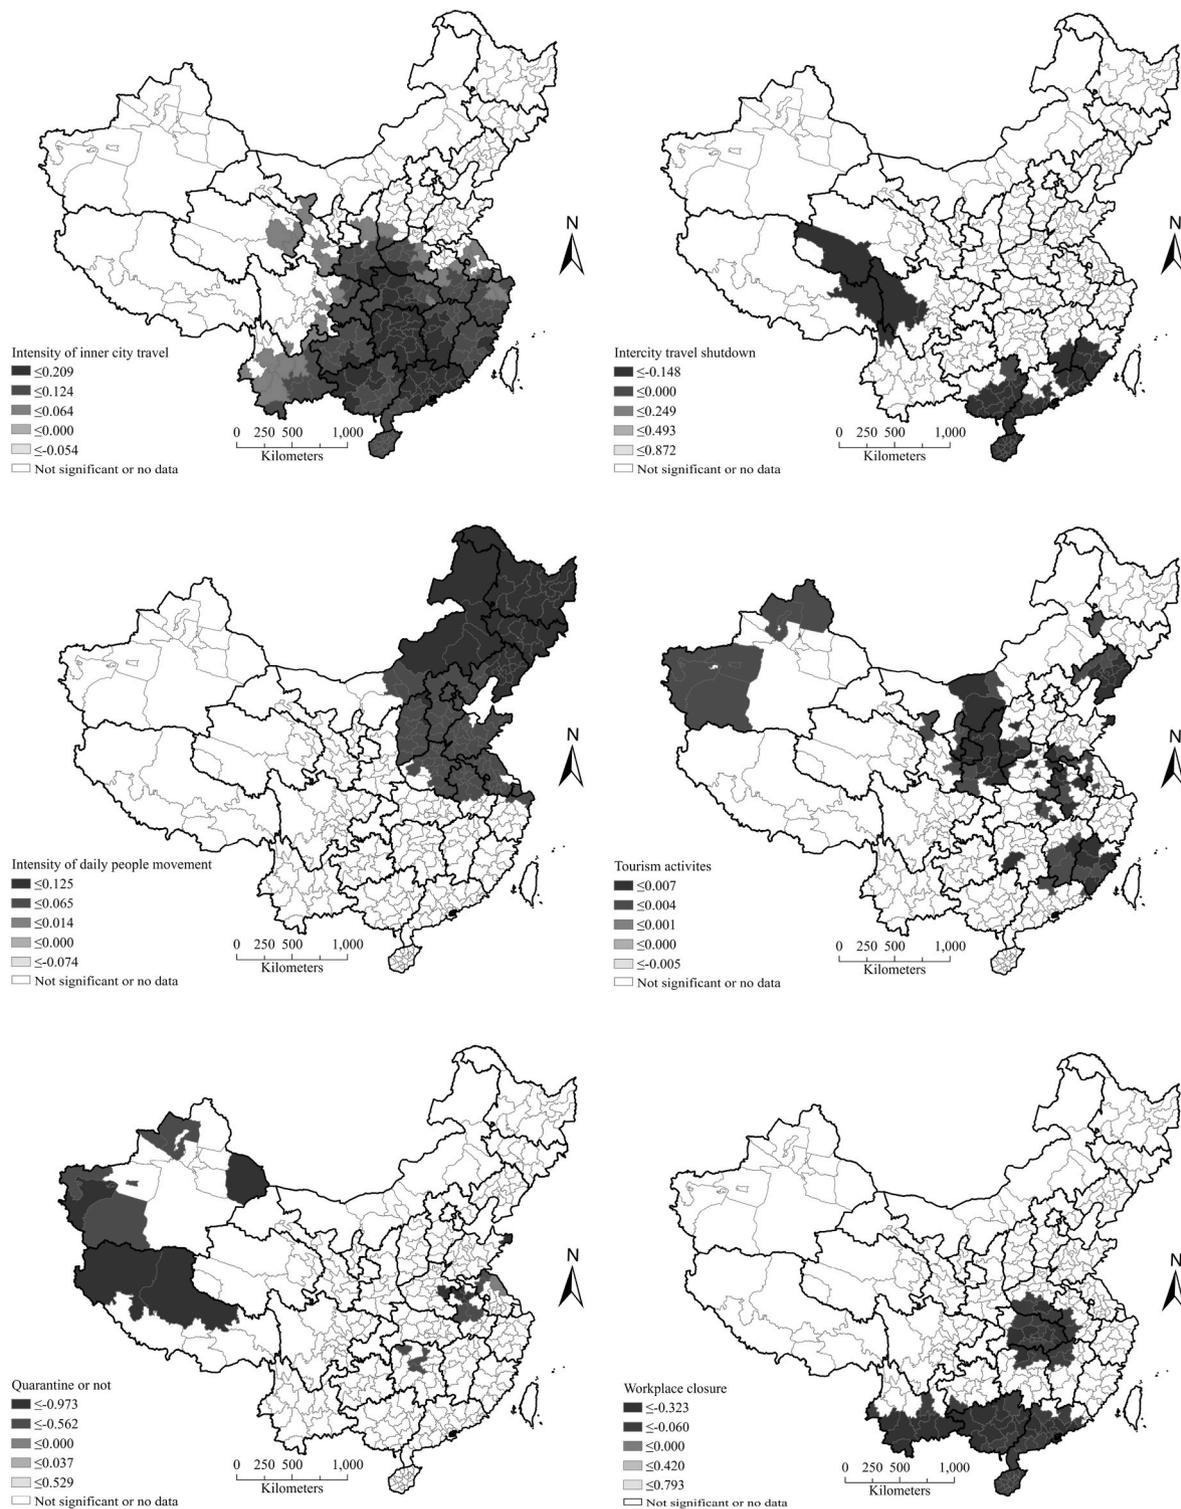 N
Intensity of inner city travel
≤0.209
≤0.124
≤0.064
≤0.000
≤-0.054
Not significant or no data
0 250 500 1,000
Kilometers
N
Intercity travel shutdown
≤-0.148
≤0.000
≤0.249
≤0.493
≤0.872
Not significant or no data
0 250 500 1,000
Kilometers
N
Intensity of daily people movement
≤0.125
≤0.065
≤0.014
≤0.000
≤-0.074
Not significant or no data
0 250 500 1,000
Kilometers
N
Tourism activites
≤0.007
≤0.004
≤0.001
≤0.000
≤-0.005
Not significant or no data
0 250 500 1,000
Kilometers
N
Quarantine or not
≤-0.973
≤-0.562
≤0.000
≤0.037
≤0.529
Not significant or no data
0 250 500 1,000
Kilometers
N
Workplace closure
≤-0.323
≤-0.060
≤0.000
≤0.420
≤0.793
Not significant or no data
0 250 500 1,000
Kilometers